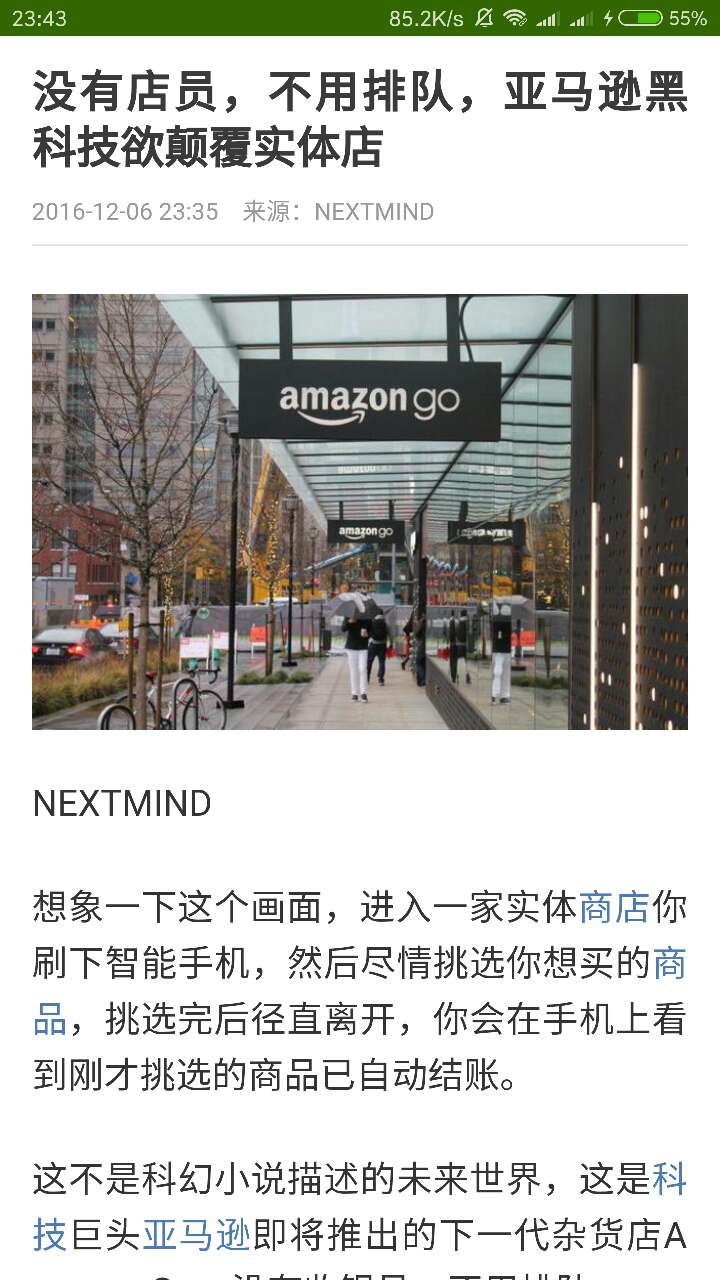 23:43 85.2K/s 55%
没有店员，不用排队，亚马逊黑
科技欲颠覆实体店
2016-12-06 23:35 来源：NEXTMIND
amazon go
amazon go
NEXTMIND
想象一下这个画面，进入一家实体商店你
刷下智能手机，然后尽情挑选你想买的商
品，挑选完后径直离开，你会在手机上看
到刚才挑选的商品已自动结账。
这不是科幻小说描述的未来世界，这是科
技巨头亚马逊即将推出的下一代杂货店A